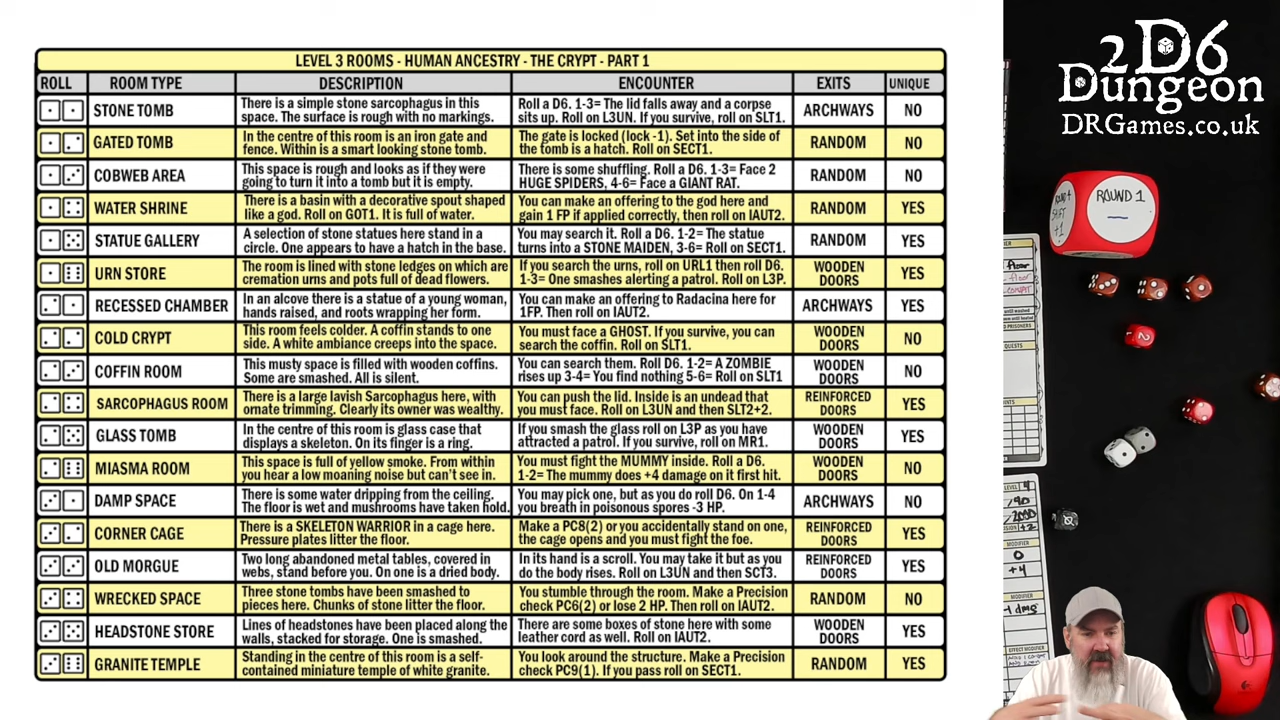 LEVEL 3 ROOMS - HUMAN ANCESTRY - THE CRYPT - PART 1
ROLL ROOM TYPE DESCRIPTION ENCOUNTER EXITS UNIQUE
STONE TOMB
There is a simple stone sarcophagus in this
space. The surface is rough with no markings.
Roll a D6. 1-3= The lid falls away and a corpse
sits up. Roll on L3UN. If you survive, roll on SLT1.
ARCHWAYS
NO
GATED TOMB
In the centre of this room is an iron gate and
fence. Within is a smart looking stone tomb.
The gate is locked (lock -1). Set into the side of
the tomb is a hatch. Roll on SECT1.
RANDOM
NO
COBWEB AREA
This space is rough and looks as if they were
going to turn it into a tomb but it is empty.
There is some shuffling. Roll a D6. 1-3= Face 2
HUGE SPIDERS, 4-6= Face a GIANT RAT.
RANDOM
NO
WATER SHRINE
There is a basin with a decorative spout shaped
like a god. Roll on GOT1. It is full of water.
You can make an offering to the god here and
gain 1 FP if applied correctly, then roll on IAUT2.
RANDOM
YES
STATUE GALLERY
A selection of stone statues here stand in a
circle. One appears to have a hatch in the base.
You may search it. Roll D6. 1-2= The statue
turns into a STONE MAIDEN, 3-6= Roll on SECT1.
RANDOM
YES
URN STORE
The room is lined with stone ledges on which are
cremation urns and pots full of dead flowers.
If you search the urns, roll on URL1 then roll D6.
1-3= One smashes alerting a patrol. Roll on L3P.
WOODEN
DOORS
YES
RECESSED CHAMBER
In an alcove there is a statue of a young woman,
hands raised, and roots wrapping her form.
You can make an offering to Radacina here for
1FP. Then roll on IAUT2.
ARCHWAYS
YES
COLD CRYPT
This room feels colder. A coffin stands to one
side. A white ambiance creeps into the space.
You must face a GHOST. If you survive, you can
search the coffin. Roll on SLT1.
WOODEN
DOORS
NO
COFFIN ROOM
This musty space is filled with wooden coffins.
Some are smashed. All is silent.
You can search them. Roll D6. 1-2= A ZOMBIE
rises up 3-4= You find nothing 5-6= Roll on SLT1
WOODEN
DOORS
NO
SARCOPHAGUS ROOM
There is a large lavish Sarcophagus here, with
ornate trimming. Clearly its owner was wealthy.
You can push the lid. Inside is an undead that
you must face. Roll on L3UN and then SLT2+2.
REINFORCED
DOORS
YES
GLASS TOMB
In the centre of this room is glass case that
displays a skeleton. On its finger is a ring.
If you smash the glass roll on L3P as you have
attracted a patrol. If you survive, roll on MR1.
WOODEN
DOORS
YES
MIASMA ROOM
This space is full of yellow smoke. From within
you hear a low moaning noise but can't see in.
You must fight the MUMMY inside. Roll a D6.
1-2= The mummy does +4 damage on it first hit.
WOODEN
DOORS
NO
DAMP SPACE
There is some water dripping from the ceiling.
The floor is wet and mushrooms have taken hold.
You may pick one, but as you do roll D6. On 1-4
you breath in poisonous spores -3 HP.
ARCHWAYS
NO
CORNER CAGE
There is a SKELETON WARRIOR in a cage here.
Pressure plates litter the floor.
Make a PC8(2) or you accidentally stand on one,
the cage opens and you must fight the foe.
REINFORCED
DOORS
YES
OLD MORGUE
Two long abandoned metal tables, covered in
webs, stand before you. On one is a dried body.
In its hand is a scroll. You may take it but as you
do the body rises. Roll on L3UN and then SCT3.
REINFORCED
DOORS
YES
WRECKED SPACE
Three stone tombs have been smashed to
pieces here. Chunks of stone litter the floor.
You stumble through the room. Make a Precision
check PC6(2) or lose 2 HP. Then roll on IAUT2.
RANDOM
NO
HEADSTONE STORE
Lines of headstones have been placed along the
walls, stacked for storage. One is smashed.
There are some boxes of stone here with some
leather cord as well. Roll on IAUT2.
WOODEN
DOORS
YES
GRANITE TEMPLE
Standing in the centre of this room is a self-
contained miniature temple of white granite.
You look around the structure. Make a Precision
check PC9(1). If you pass roll on SECT1.
RANDOM
YES
2D6
Dungeon
DRGames.co.uk
ROUND 1
floor
PRISONERS
QUESTS
LEVEL 4
MODIFIER
0
+4
MODIFIER
EFFECT MODIFIER